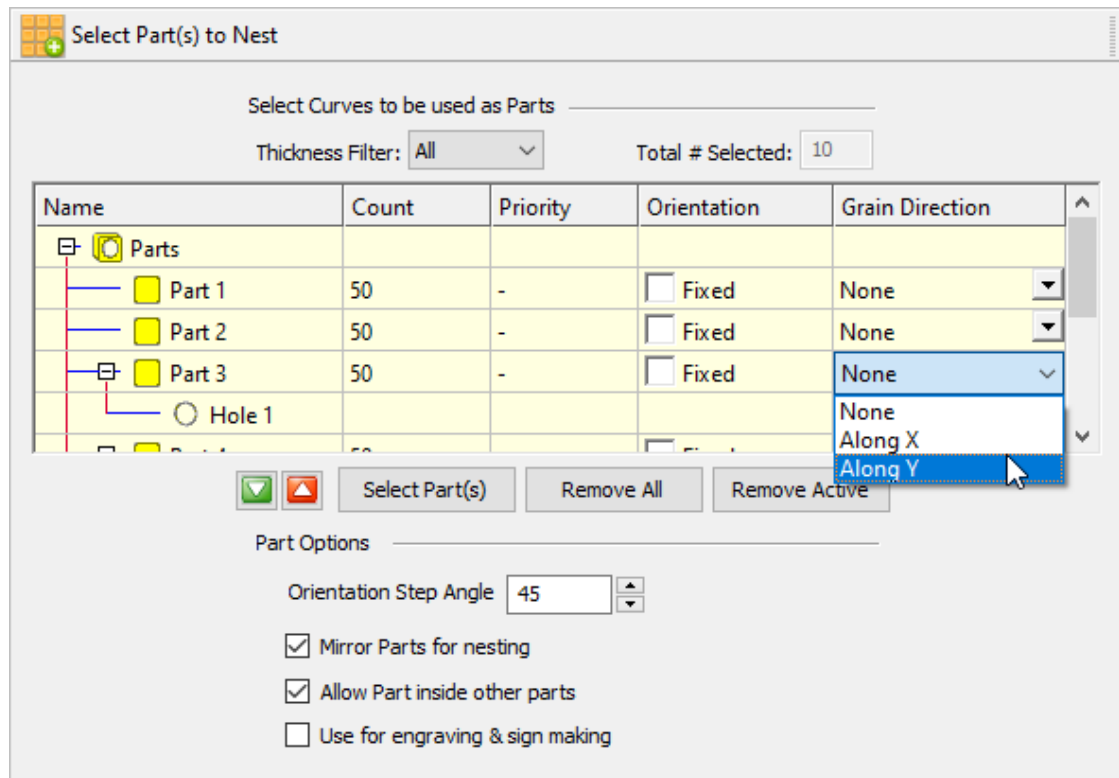 Select Part(s) to Nest
Select Curves to be used as Parts
Thickness Filter: All Total # Selected: 10
Name Count Priority Orientation Grain Direction
Parts
Part 1 50 - Fixed None
Part 2 50 - Fixed None
Part 3 50 - Fixed None
Hole 1 None
Along X
Along Y
Select Part(s) Remove All Remove Active
Part Options
Orientation Step Angle 45
Mirror Parts for nesting
Allow Part inside other parts
Use for engraving & sign making